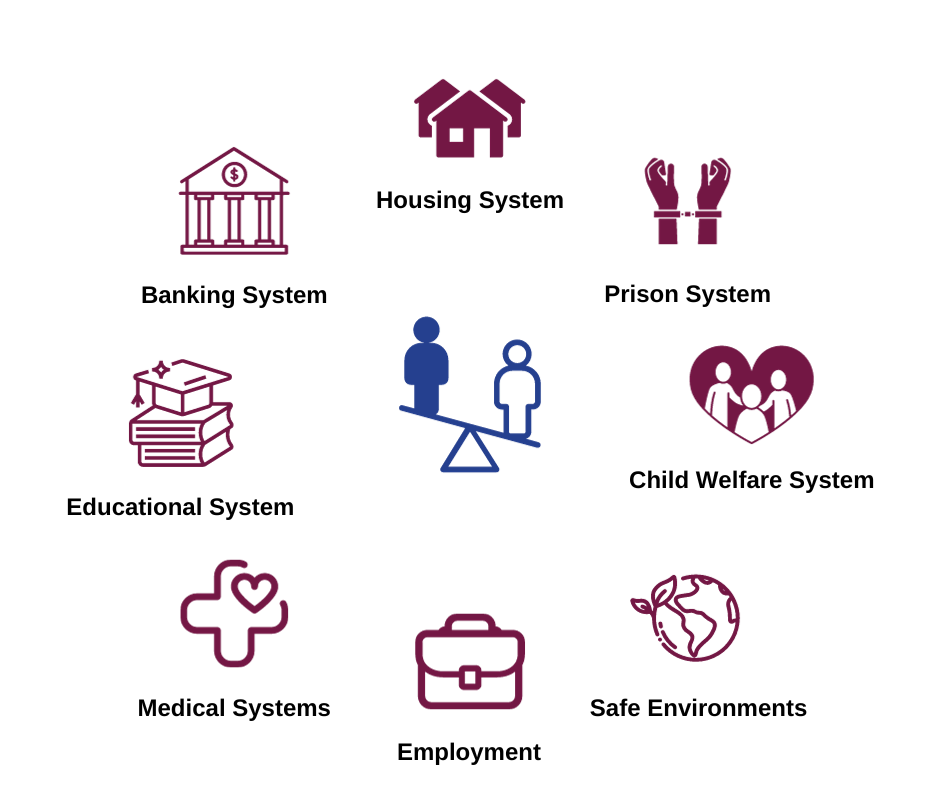 Housing System
$
Banking System
Prison System
Child Welfare System
Educational System
Medical Systems
Safe Environments
Employment